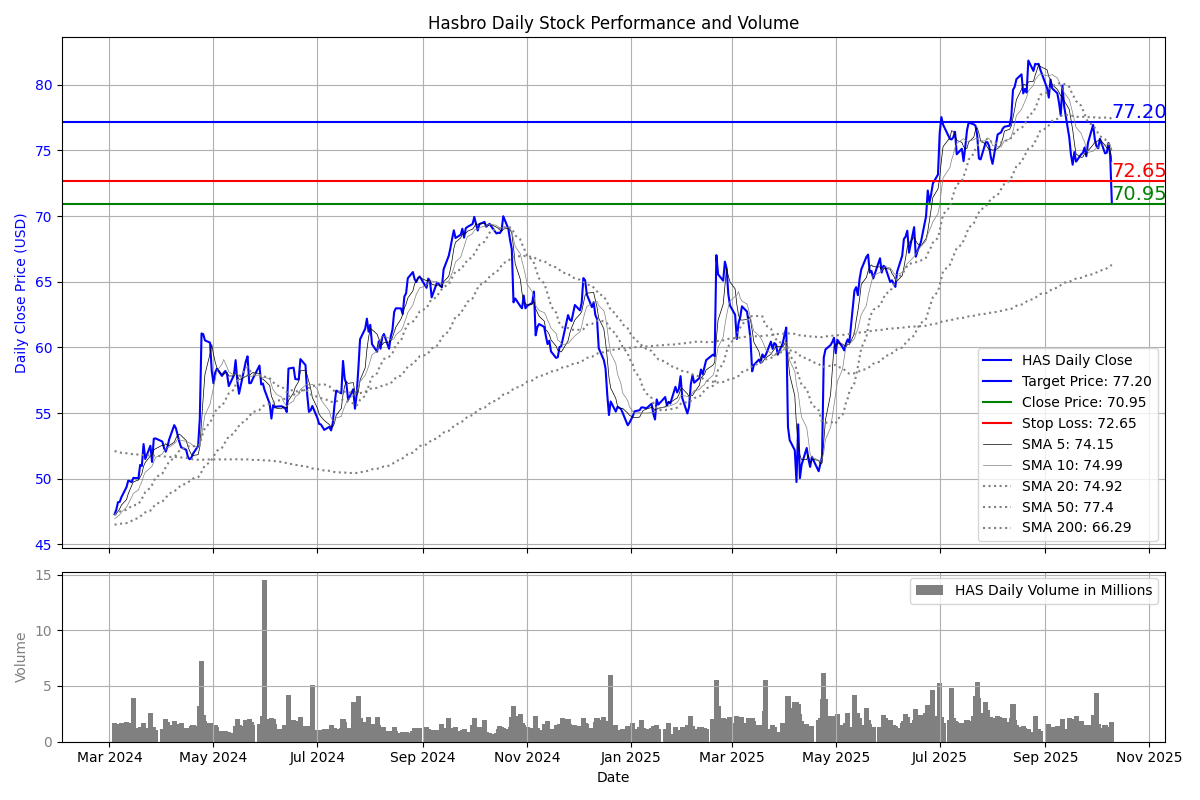 Hasbro Daily Stock Performance and Volume
Daily Close Price (USD)
80
75
70
65
60
55
50
45
77.20
72.65
70.95
HAS Daily Close
Target Price: 77.20
Close Price: 70.95
Stop Loss: 72.65
SMA 5: 74.15
SMA 10: 74.99
SMA 20: 74.92
SMA 50: 77.4
SMA 200: 66.29
Volume
15
10
5
0
HAS Daily Volume in Millions
Mar 2024
May 2024
Jul 2024
Sep 2024
Nov 2024
Jan 2025
Mar 2025
May 2025
Jul 2025
Sep 2025
Nov 2025
Date